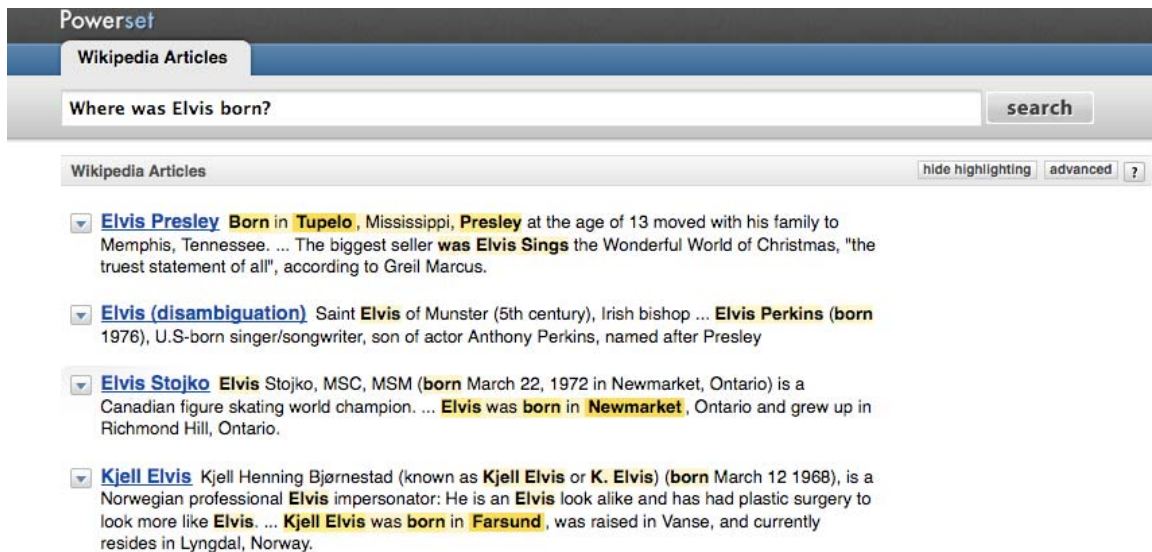 Powerset
Wikipedia Articles
Where was Elvis born?
search
Wikipedia Articles
hide highlighting
advanced
?
Elvis Presley Born in Tupelo, Mississippi, Presley at the age of 13 moved with his family to
Memphis, Tennessee. ... The biggest seller was Elvis Sings the Wonderful World of Christmas, "the
truest statement of all", according to Greil Marcus.
Elvis (disambiguation) Saint Elvis of Munster (5th century), Irish bishop ... Elvis Perkins (born
1976), U.S-born singer/songwriter, son of actor Anthony Perkins, named after Presley
Elvis Stojko Elvis Stojko, MSC, MSM (born March 22, 1972 in Newmarket, Ontario) is a
Canadian figure skating world champion. ... Elvis was born in Newmarket, Ontario and grew up in
Richmond Hill, Ontario.
Kjell Elvis Kjell Henning Bjørnestad (known as Kjell Elvis or K. Elvis) (born March 12 1968), is a
Norwegian professional Elvis impersonator: He is an Elvis look alike and has had plastic surgery to
look more like Elvis. ... Kjell Elvis was born in Farsund, was raised in Vanse, and currently
resides in Lyngdal, Norway.